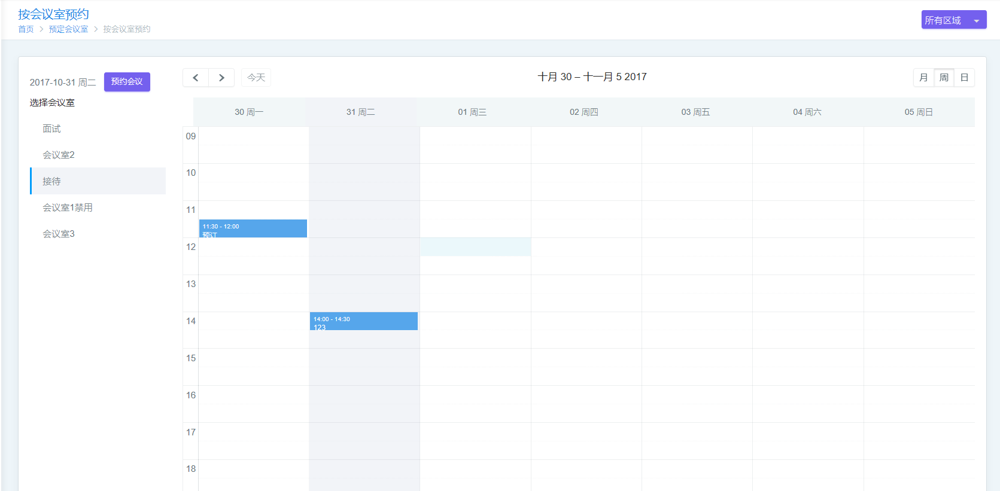 按会议室预约
首页 > 预定会议室 > 按会议室预约
所有区域
2017-10-31 周二 预约会议
选择会议室
面试
会议室2
接待
会议室1禁用
会议室3
今天
十月 30 – 十一月 5 2017
月 周 日
30 周一 31 周二 01 周三 02 周四 03 周五 04 周六 05 周日
09
10
11
11:30 - 12:00
预订
12
13
14
14:00 - 14:30
123
15
16
17
18